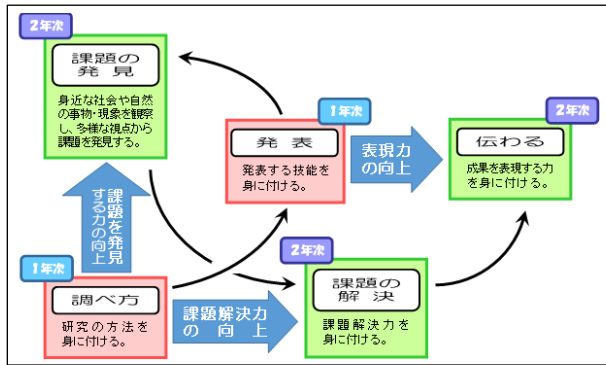 2年次
課題の
発見
身近な社会や自然
の事物・現象を観察
し、多様な視点から
課題を発見する。
1年次
発表
発表する技能を
身に付ける。
表現力
の向上
2年次
伝わる
成果を表現する力
を身に付ける。
課題を発見
する力の向上
1年次
調べ方
研究の方法を
身に付ける。
課題解決力
の向上
2年次
課題の
解決
課題解決力を
身に付ける。